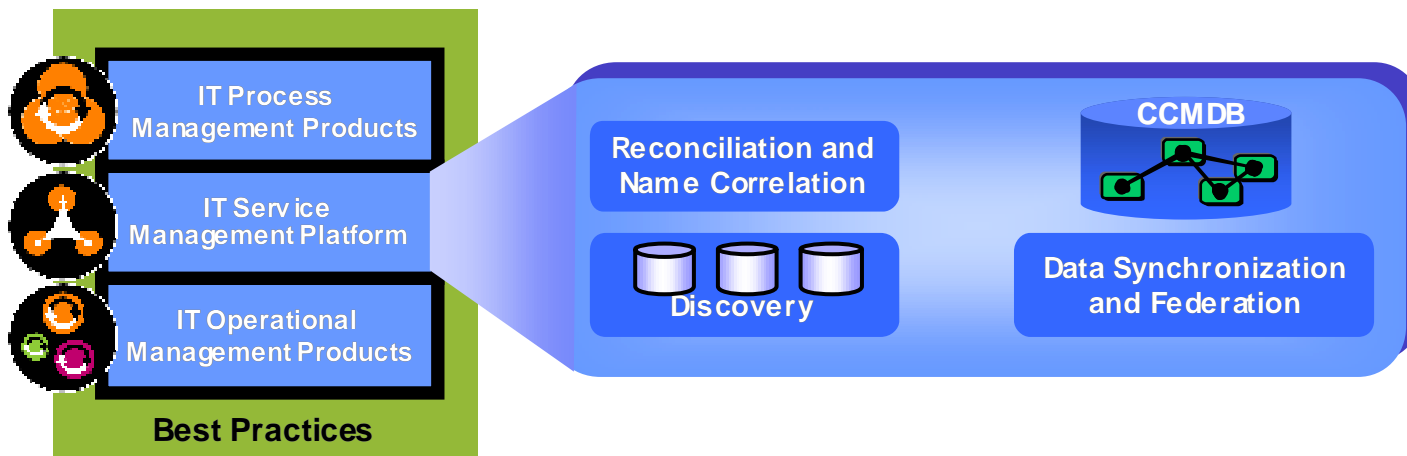 IT Process
Management Products
IT Service
Management Platform
IT Operational
Management Products
Best Practices
Reconciliation and
Name Correlation
Discovery
CCMDB
Data Synchronization
and Federation